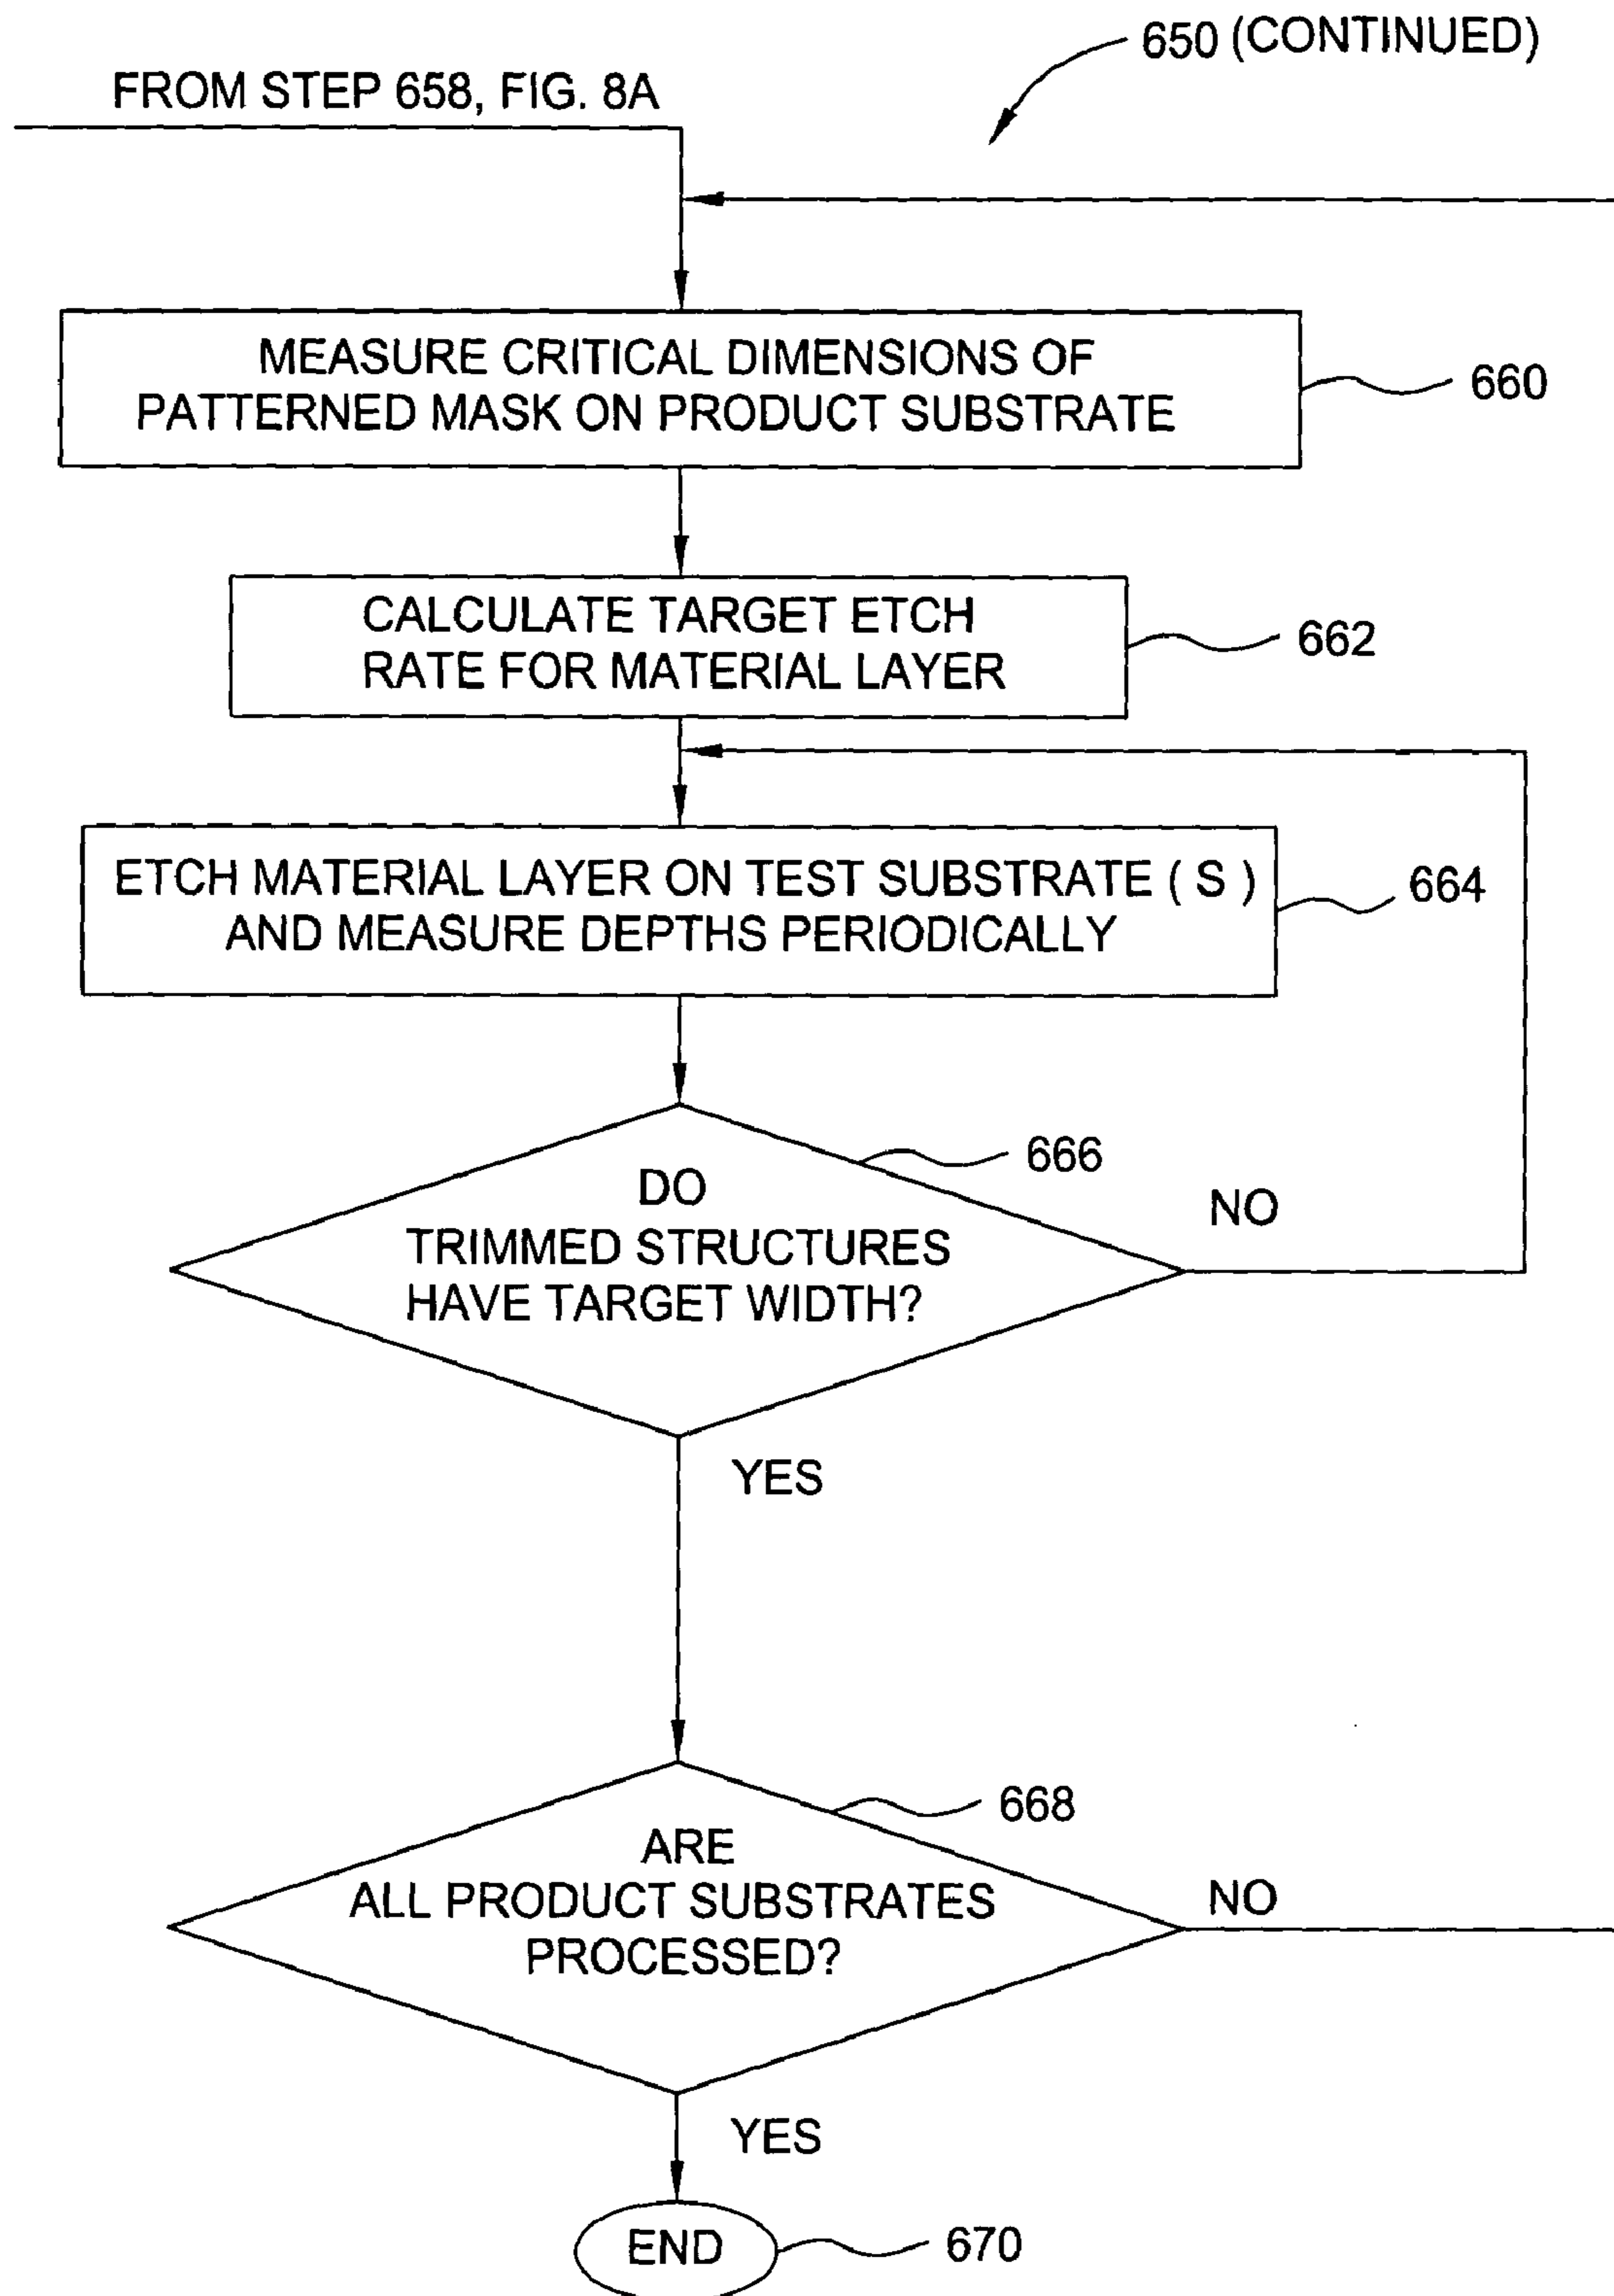 650 (CONTINUED)
FROM STEP 658, FIG. 8A
MEASURE CRITICAL DIMENSIONS OF
PATTERNED MASK ON PRODUCT SUBSTRATE
660
CALCULATE TARGET ETCH
RATE FOR MATERIAL LAYER
662
ETCH MATERIAL LAYER ON TEST SUBSTRATE ( S )
AND MEASURE DEPTHS PERIODICALLY
664
666
DO
TRIMMED STRUCTURES
HAVE TARGET WIDTH?
NO
YES
668
ARE
ALL PRODUCT SUBSTRATES
PROCESSED?
NO
YES
END
670